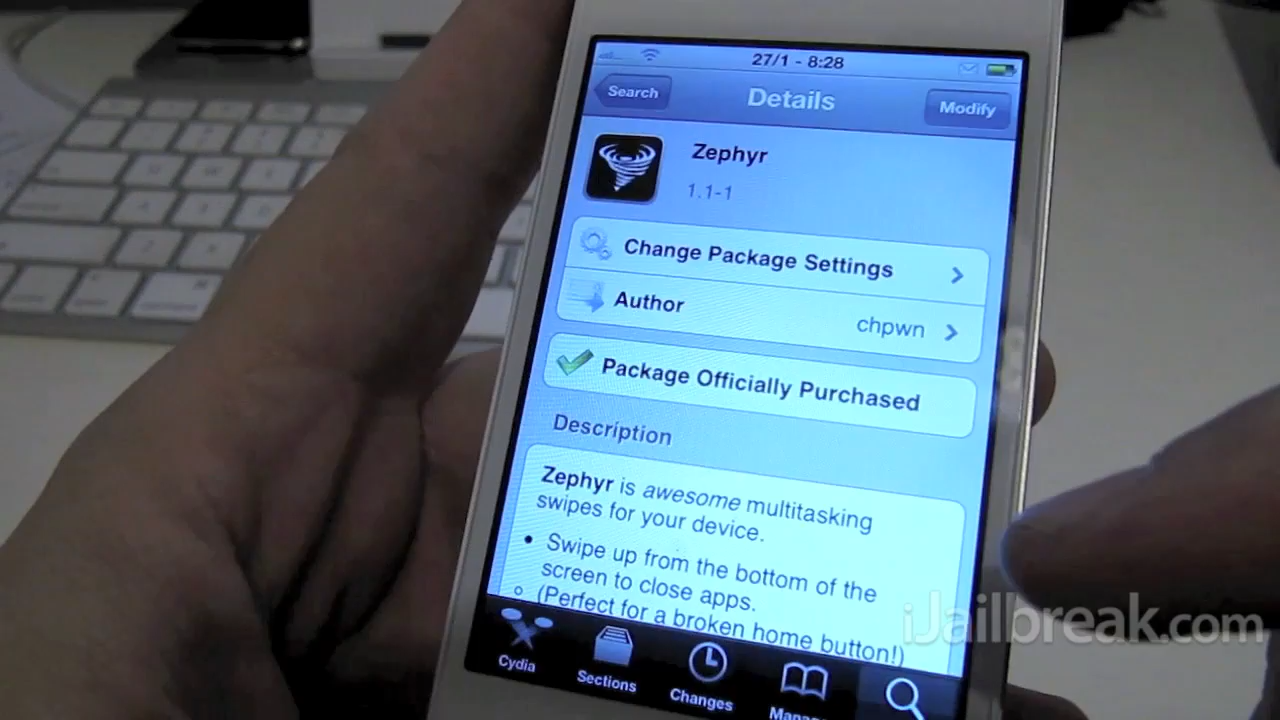 27/1 - 8:28
Search
Details
Modify
Zephyr
1.1-1
Change Package Settings
Author
chpwn
Package Officially Purchased
Description
Zephyr is awesome multitasking
swipes for your device.
• Swipe up from the bottom of the
screen to close apps.
(Perfect for a broken home button!)
iJailbreak.com
Cydia
Sections
Changes